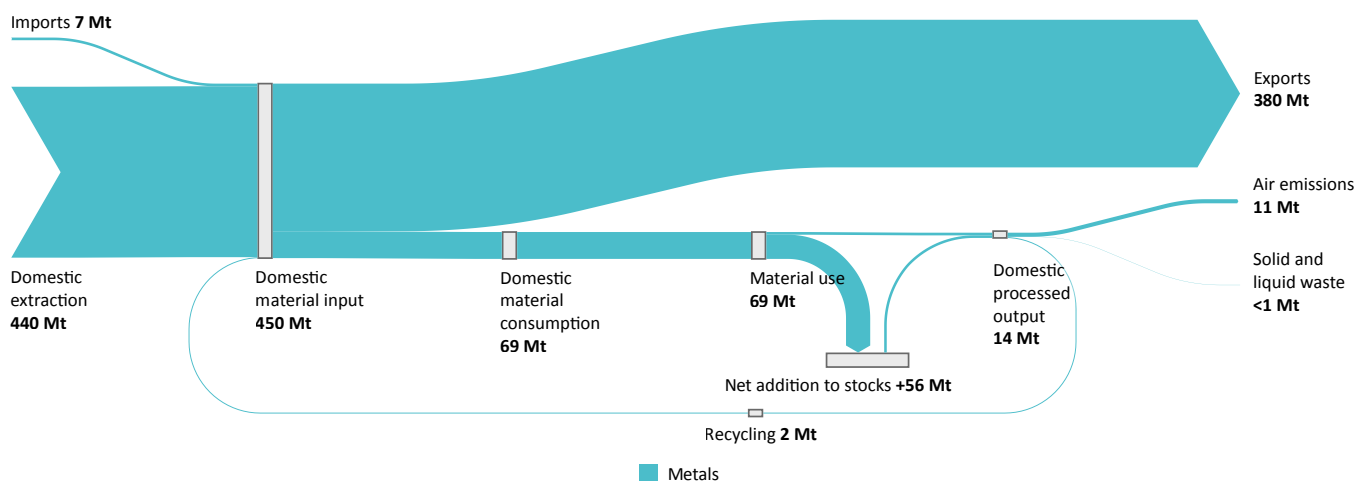 Imports 7 Mt
Exports
380 Mt
Air emissions
11 Mt
Solid and
liquid waste
<1 Mt
Domestic
extraction
440 Mt
Domestic
material input
450 Mt
Domestic
material
consumption
69 Mt
Material use
69 Mt
Domestic
processed
output
14 Mt
Net addition to stocks +56 Mt
Recycling 2 Mt
Metals